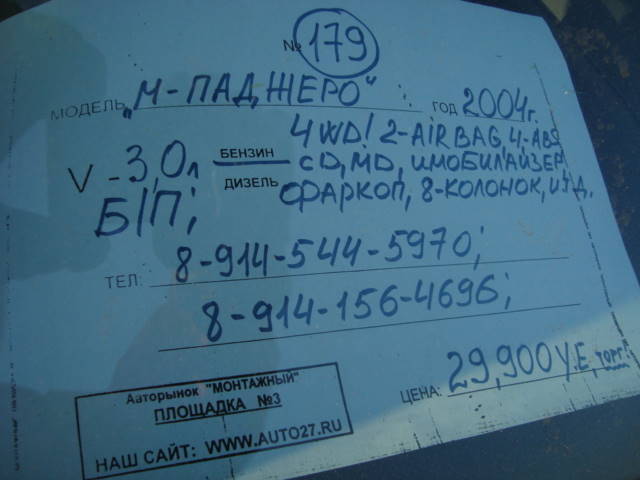 № 179
МОДЕЛЬ „М-ПАДЖЕРО“ ГОД 2004г.
V - 3,0л БЕНЗИН ДИЗЕЛЬ
4WD! 2-AIRBAG, 4-ABS
CD, MD, ИМОБИЛАЙЗЕР
ФАРКОП, 8-КОЛОНОК, И Т.Д.
Б/П;
ТЕЛ: 8-914-544-5970;
8-914-156-4696;
ЦЕНА: 29,900 У.Е, ТОРГ!
Авторынок "МОНТАЖНЫЙ"
ПЛОЩАДКА №3
НАШ САЙТ: WWW.AUTO27.RU